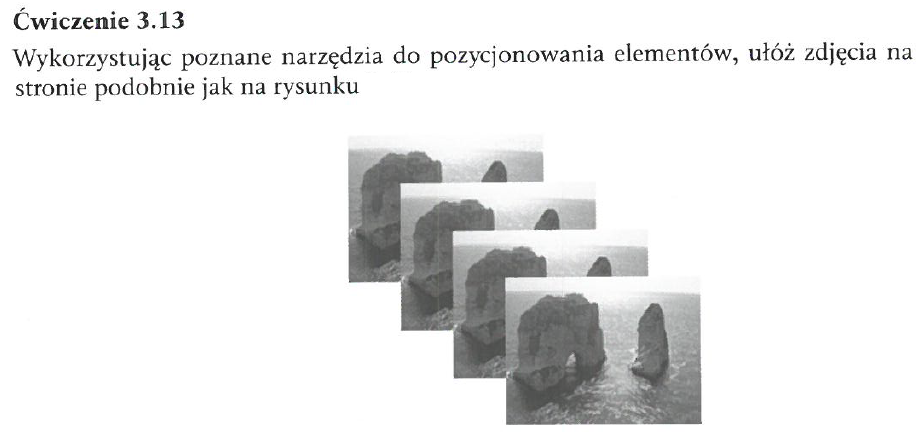 Ćwiczenie 3.13
Wykorzystując poznane narzędzia do pozycjonowania elementów, ułóż zdjęcia na
stronie podobnie jak na rysunku